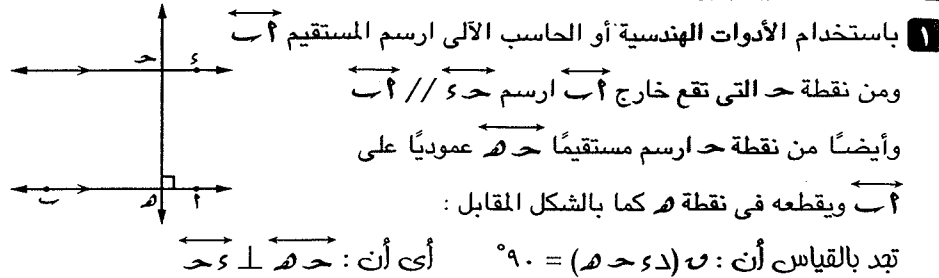 ١ باستخدام الأدوات الهندسية أو الحاسب الآلى ارسم المستقيم أب
ومن نقطة حـ التى تقع خارج أب ارسم حـء // أب
وأيضًا من نقطة حـ ارسم مستقيمًا حـ هـ عموديًا على
أب ويقطعه فى نقطة هـ كما بالشكل المقابل :
تجد بالقياس أن : ق (∠ء حـ هـ) = ٩٠° أى أن : حـ هـ ⊥ ء حـ
حـ ء
ب هـ أ